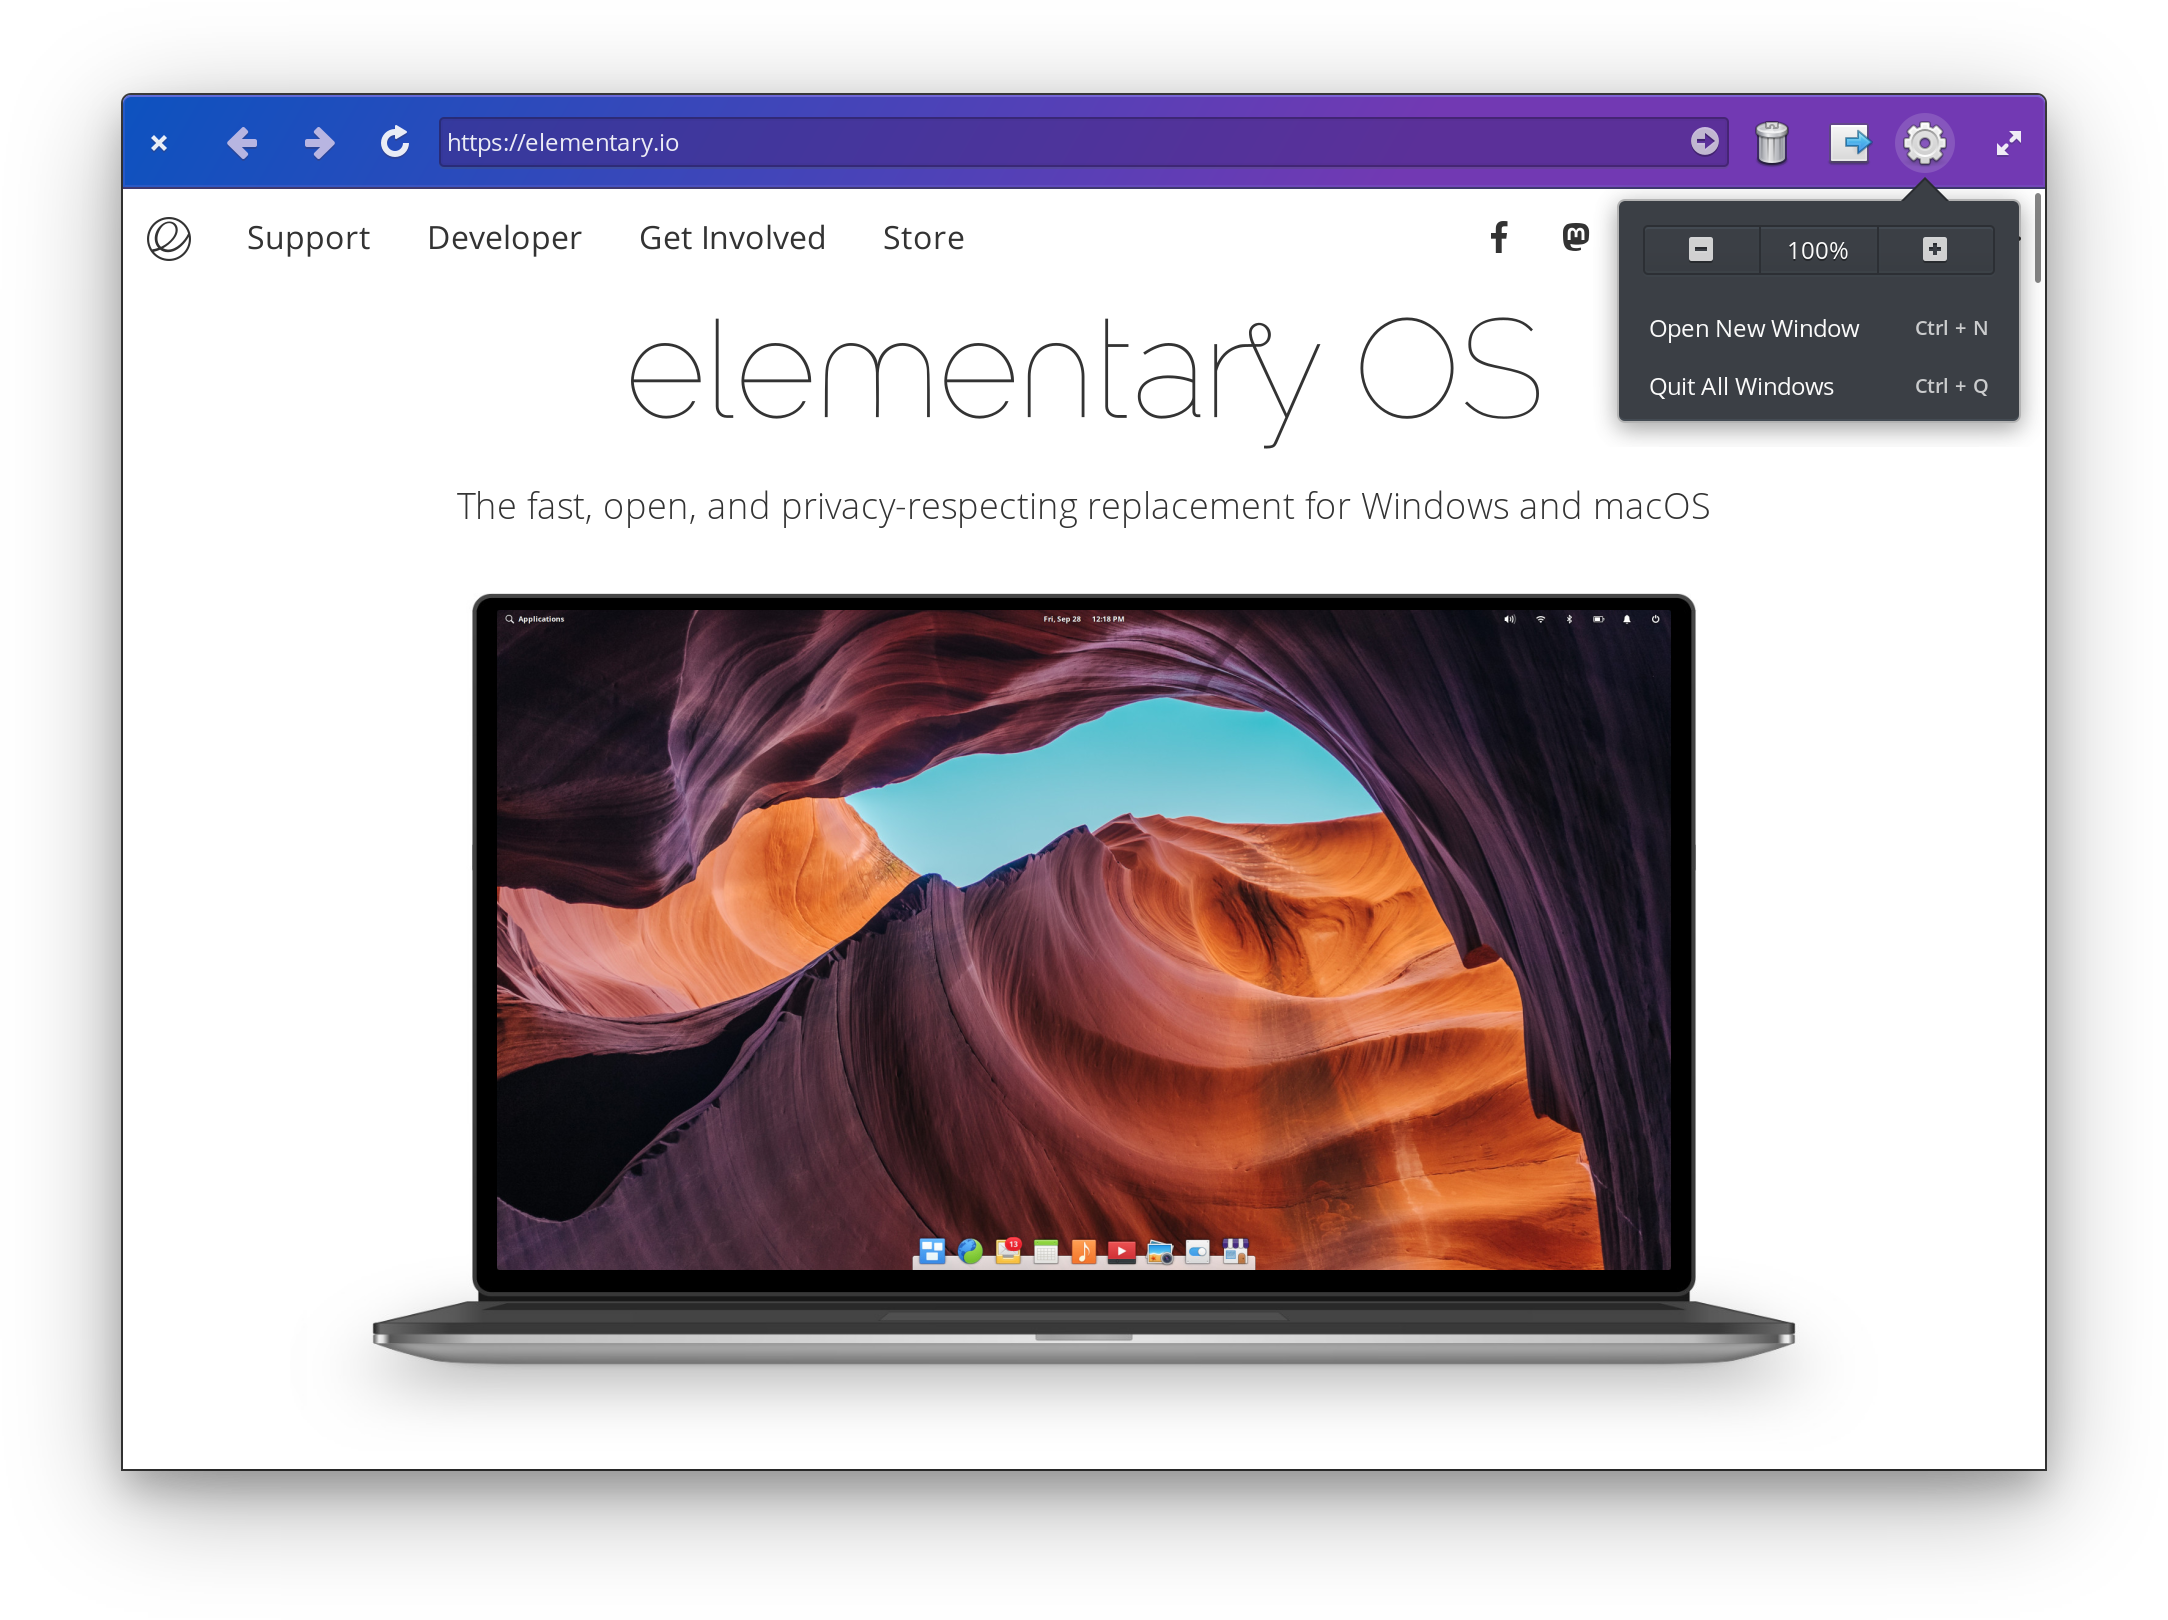 https://elementary.io
Support Developer Get Involved Store
100%
Open New Window Ctrl + N
Quit All Windows Ctrl + Q
elementary OS
The fast, open, and privacy-respecting replacement for Windows and macOS
Applications Fri, Sep 28 12:18 PM
13